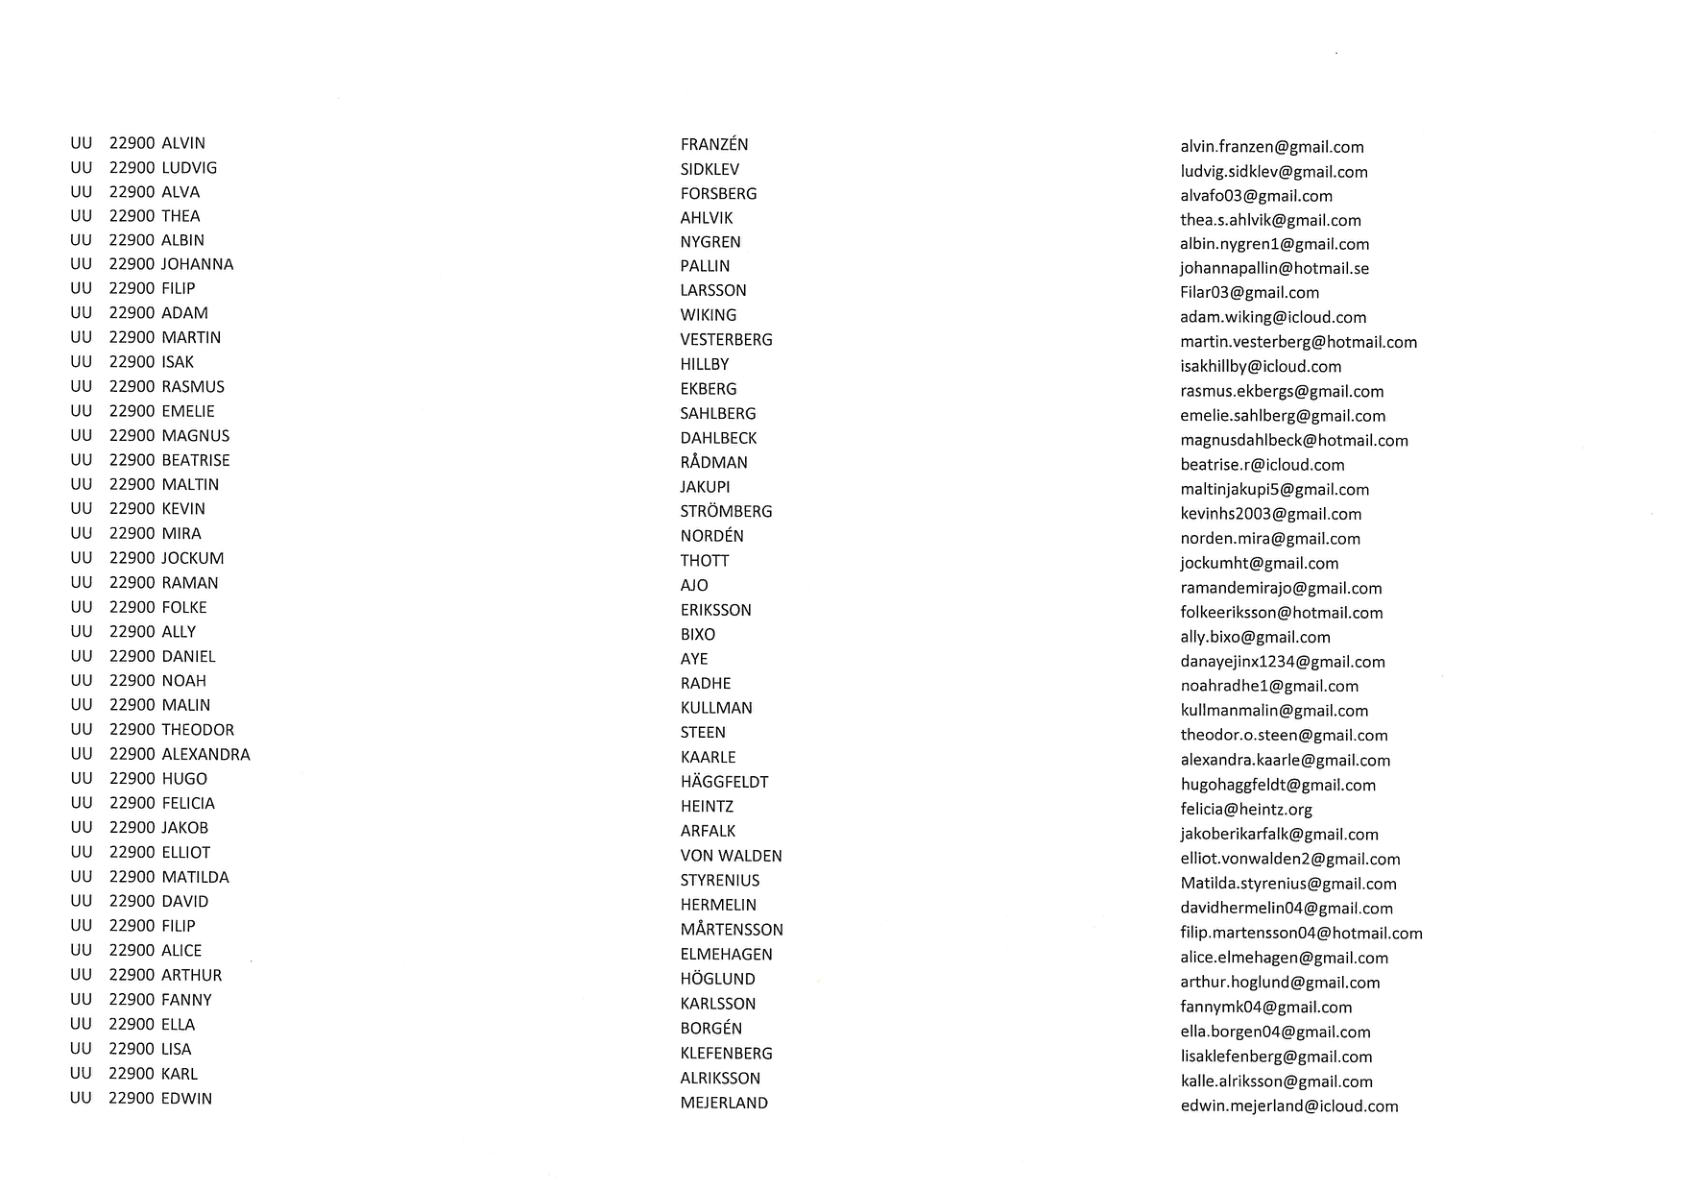 UU 22900 ALVIN FRANZÉN alvin.franzen@gmail.com
UU 22900 LUDVIG SIDKLEV ludvig.sidklev@gmail.com
UU 22900 ALVA FORSBERG alvafo03@gmail.com
UU 22900 THEA AHLVIK thea.s.ahlvik@gmail.com
UU 22900 ALBIN NYGREN albin.nygren1@gmail.com
UU 22900 JOHANNA PALLIN johannapallin@hotmail.se
UU 22900 FILIP LARSSON Filar03@gmail.com
UU 22900 ADAM WIKING adam.wiking@icloud.com
UU 22900 MARTIN VESTERBERG martin.vesterberg@hotmail.com
UU 22900 ISAK HILLBY isakhillby@icloud.com
UU 22900 RASMUS EKBERG rasmus.ekbergs@gmail.com
UU 22900 EMELIE SAHLBERG emelie.sahlberg@gmail.com
UU 22900 MAGNUS DAHLBECK magnusdahlbeck@hotmail.com
UU 22900 BEATRISE RÅDMAN beatrise.r@icloud.com
UU 22900 MALTIN JAKUPI maltinjakupi5@gmail.com
UU 22900 KEVIN STRÖMBERG kevinhs2003@gmail.com
UU 22900 MIRA NORDÉN norden.mira@gmail.com
UU 22900 JOCKUM THOTT jockumht@gmail.com
UU 22900 RAMAN AJO ramandemirajo@gmail.com
UU 22900 FOLKE ERIKSSON folkeeriksson@hotmail.com
UU 22900 ALLY BIXO ally.bixo@gmail.com
UU 22900 DANIEL AYE danayejinx1234@gmail.com
UU 22900 NOAH RADHE noahradhe1@gmail.com
UU 22900 MALIN KULLMAN kullmanmalin@gmail.com
UU 22900 THEODOR STEEN theodor.o.steen@gmail.com
UU 22900 ALEXANDRA KAARLE alexandra.kaarle@gmail.com
UU 22900 HUGO HÄGGFELDT hugohaggfeldt@gmail.com
UU 22900 FELICIA HEINTZ felicia@heintz.org
UU 22900 JAKOB ARFALK jakoberikarfalk@gmail.com
UU 22900 ELLIOT VON WALDEN elliot.vonwalden2@gmail.com
UU 22900 MATILDA STYRENIUS Matilda.styrenius@gmail.com
UU 22900 DAVID HERMELIN davidhermelin04@gmail.com
UU 22900 FILIP MÅRTENSSON filip.martensson04@hotmail.com
UU 22900 ALICE ELMEHAGEN alice.elmehagen@gmail.com
UU 22900 ARTHUR HÖGLUND arthur.hoglund@gmail.com
UU 22900 FANNY KARLSSON fannymk04@gmail.com
UU 22900 ELLA BORGÉN ella.borgen04@gmail.com
UU 22900 LISA KLEFENBERG lisaklefenberg@gmail.com
UU 22900 KARL ALRIKSSON kalle.alriksson@gmail.com
UU 22900 EDWIN MEJERLAND edwin.mejerland@icloud.com